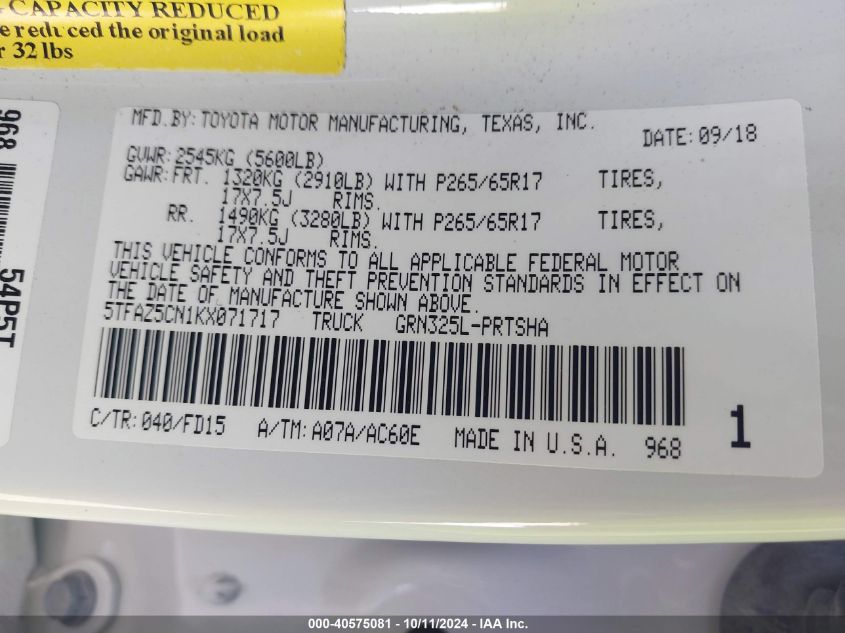 CAPACITY REDUCED
reduced the original load
r 32 lbs
968
54P5T
MFD.BY:TOYOTA MOTOR MANUFACTURING, TEXAS, INC.
DATE:09/18
GVWR:2545KG (5600LB)
GAWR:FRT. 1320KG (2910LB) WITH P265/65R17 TIRES,
17X7.5J RIMS.
RR. 1490KG (3280LB) WITH P265/65R17 TIRES,
17X7.5J RIMS.
THIS VEHICLE CONFORMS TO ALL APPLICABLE FEDERAL MOTOR
VEHICLE SAFETY AND THEFT PREVENTION STANDARDS IN EFFECT ON
THE DATE OF MANUFACTURE SHOWN ABOVE.
5TFAZ5CN1KX071717 TRUCK GRN325L-PRTSHA
C/TR:040/FD15 A/TM:A07A/AC60E MADE IN U.S.A. 968
1
000-40575081 - 10/11/2024 - IAA Inc.